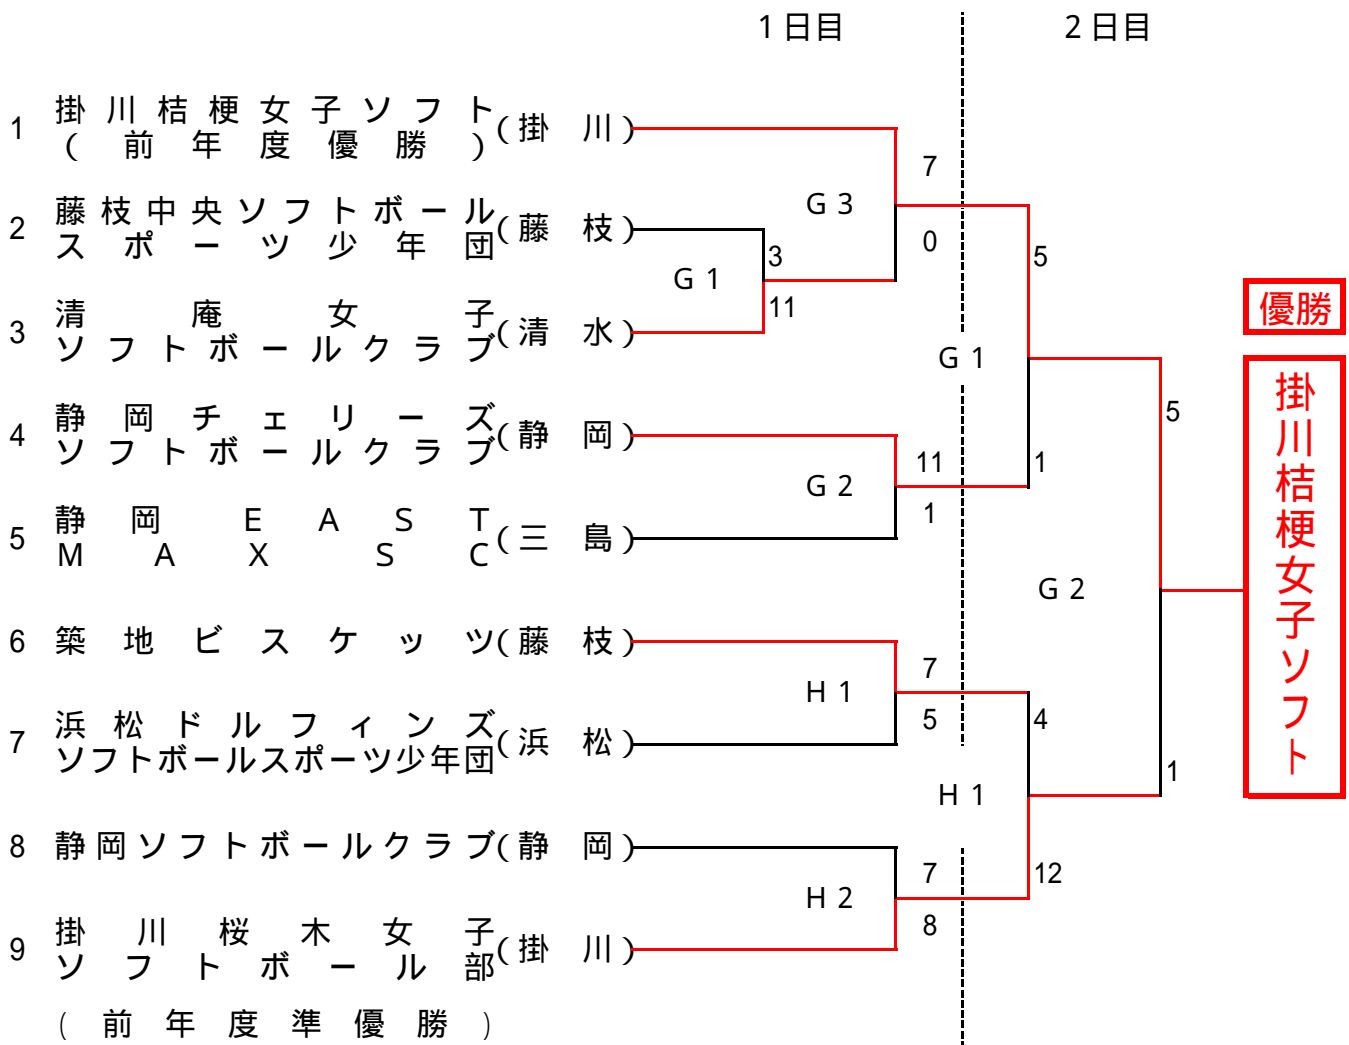 1日目
2日目
1 掛川桔梗女子ソフト(掛川)
(前年度優勝)
2 藤枝中央ソフトボール(藤枝)
スポーツ少年団
3 清庵女子(清水)
ソフトボールクラブ
4 静岡チェリーズ(静岡)
ソフトボールクラブ
5 静岡EAST(三島)
MAX SC
6 築地ビスケッツ(藤枝)
7 浜松ドルフィンズ(浜松)
ソフトボールスポーツ少年団
8 静岡ソフトボールクラブ(静岡)
9 掛川桜木女子(掛川)
ソフトボール部
(前年度準優勝)
G1
3
11
G3
7
0
G2
11
1
H1
7
5
H2
7
8
G1
5
1
H1
4
12
G2
5
1
優勝
掛川桔梗女子ソフト